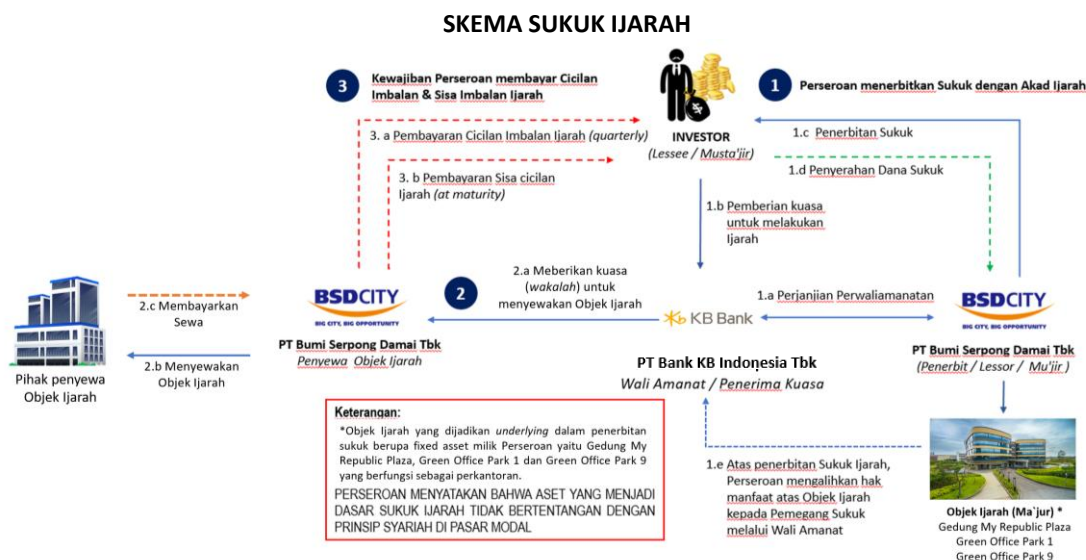 SKEMA SUKUK IJARAH
3
Kewajiban Perseroan membayar Cicilan
Imbalan & Sisa Imbalan Ijarah
1
Perseroan menerbitkan Sukuk dengan Akad Ijarah
3. a Pembayaran Cicilan Imbalan Ijarah (quarterly)
INVESTOR
(Lessee / Musta'jir)
1.c Penerbitan Sukuk
1.d Penyerahan Dana Sukuk
3. b Pembayaran Sisa cicilan
Ijarah (at maturity)
1.b Pemberian kuasa
untuk melakukan
Ijarah
2.c Membayarkan
Sewa
BSDCITY
BIG CITY, BIG OPPORTUNITY
2
2.a Meberikan kuasa
(wakalah) untuk
menyewakan Objek Ijarah
KB Bank
1.a Perjanjian Perwaliamanatan
BSDCITY
BIG CITY, BIG OPPORTUNITY
2.b Menyewakan
Objek Ijarah
Pihak penyewa
Objek Ijarah
PT Bumi Serpong Damai Tbk
Penyewa Objek Ijarah
PT Bank KB Indonesia Tbk
Wali Amanat / Penerima Kuasa
PT Bumi Serpong Damai Tbk
(Penerbit / Lessor / Mu'jir )
Keterangan:
*Objek Ijarah yang dijadikan underlying dalam penerbitan
sukuk berupa fixed asset milik Perseroan yaitu Gedung My
Republic Plaza, Green Office Park 1 dan Green Office Park 9
yang berfungsi sebagai perkantoran.
PERSEROAN MENYATAKAN BAHWA ASET YANG MENJADI
DASAR SUKUK IJARAH TIDAK BERTENTANGAN DENGAN
PRINSIP SYARIAH DI PASAR MODAL
1.e Atas penerbitan Sukuk Ijarah,
Perseroan mengalihkan hak
manfaat atas Objek Ijarah
kepada Pemegang Sukuk
melalui Wali Amanat
Objek Ijarah (Ma`jur) *
Gedung My Republic Plaza
Green Office Park 1
Green Office Park 9